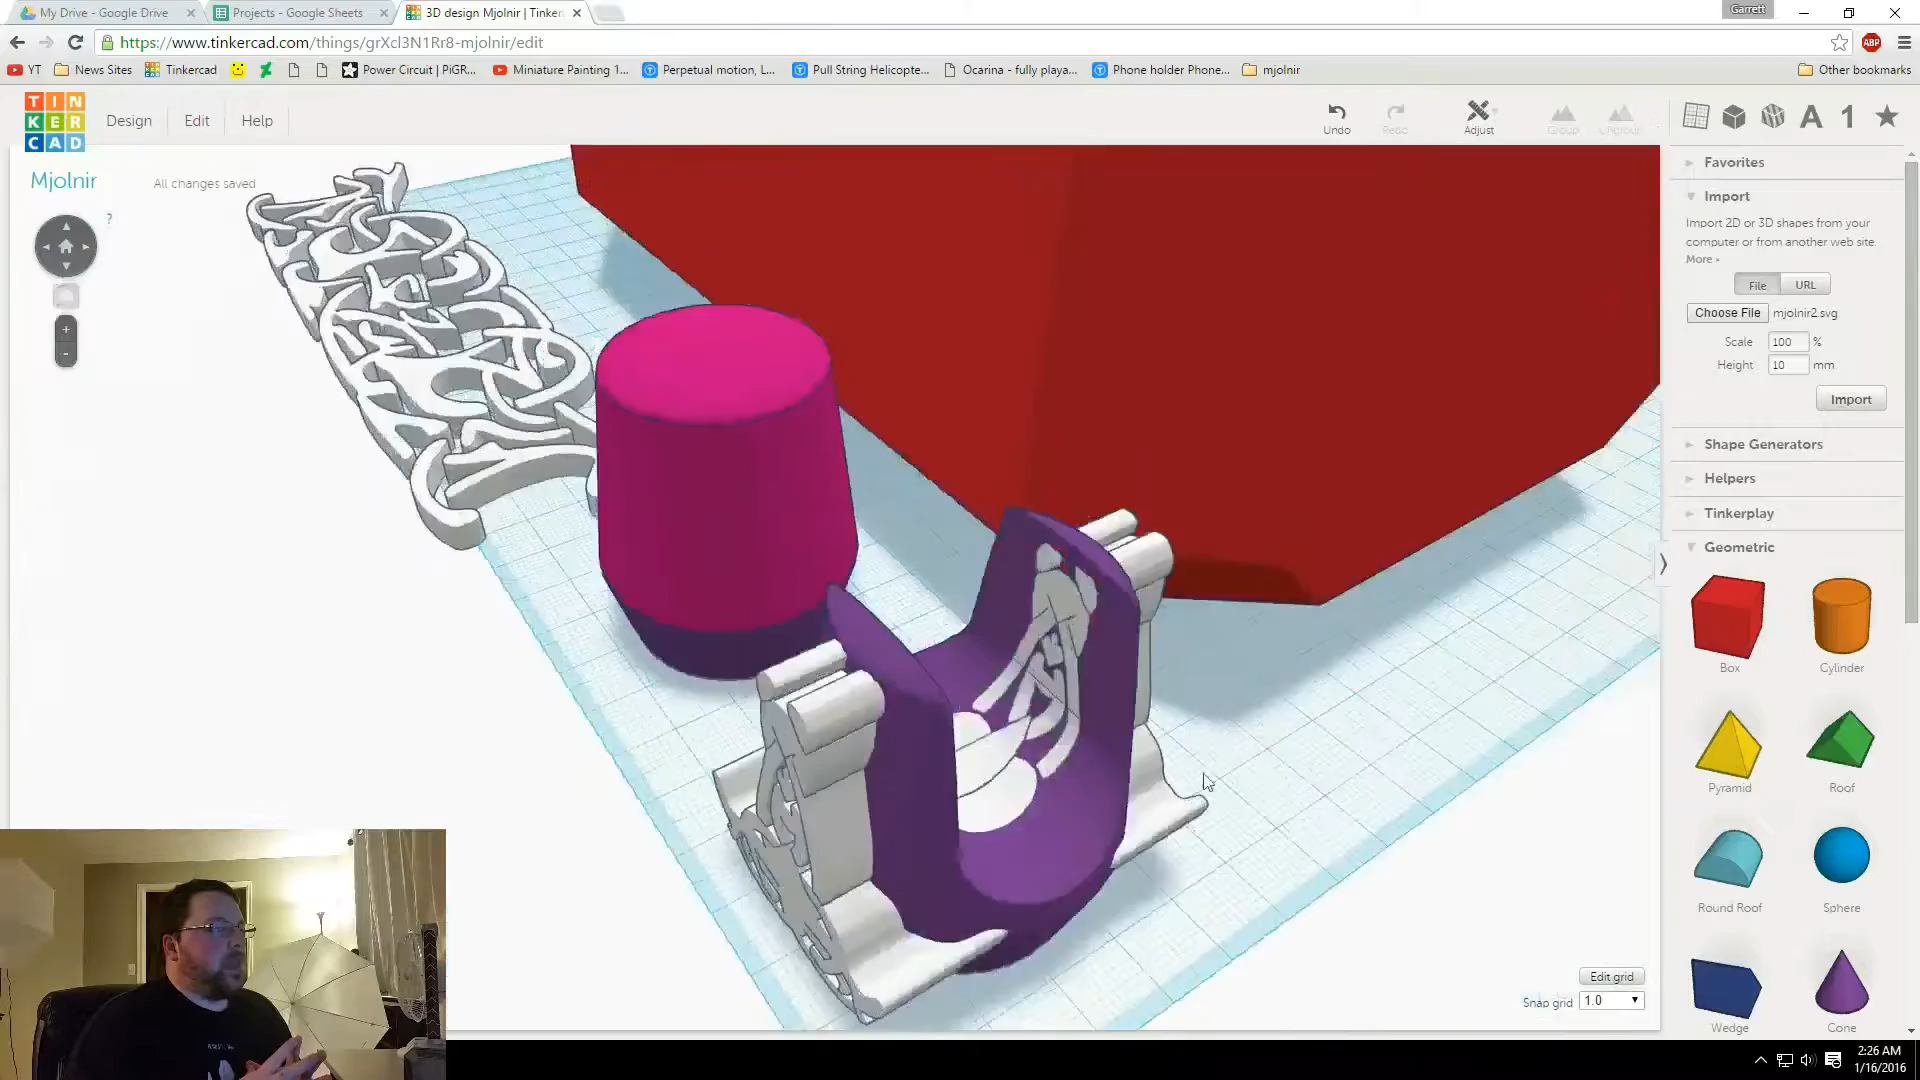 My Drive - Google Drive
Projects - Google Sheets
3D design Mjolnir | Tinker
Garrett
https://www.tinkercad.com/things/grXcl3N1Rr8-mjolnir/edit
ABP
YT
News Sites
Tinkercad
Power Circuit | PiGR...
Miniature Painting 1...
Perpetual motion, L...
Pull String Helicopte...
Ocarina - fully playa...
Phone holder Phone...
mjolnir
Other bookmarks
TIN
KER
CAD
Design
Edit
Help
Undo
Redo
Adjust
Group
Ungroup
A
1
Mjolnir
All changes saved
?
+
-
Favorites
Import
Import 2D or 3D shapes from your
computer or from another web site.
More
File
URL
Choose File
mjolnir2.svg
Scale
100
%
Height
10
mm
Import
Shape Generators
Helpers
Tinkerplay
Geometric
Box
Cylinder
Pyramid
Roof
Round Roof
Sphere
Wedge
Cone
Edit grid
Snap grid
1.0
2:26 AM
1/16/2016